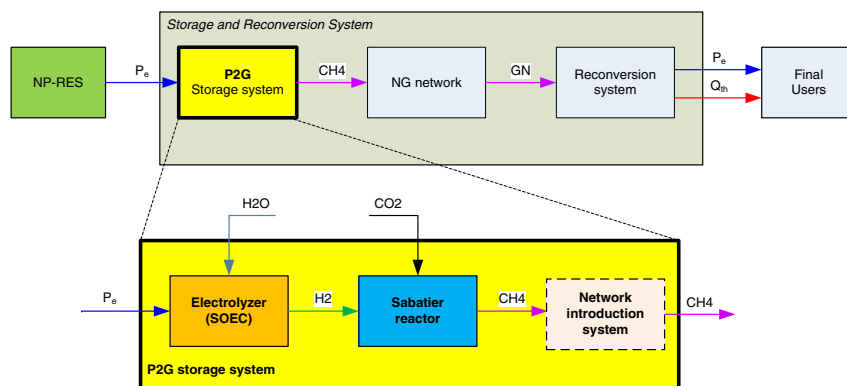 Storage and Reconversion System
NP-RES
Pe
P2G
Storage system
CH4
NG network
GN
Reconversion
system
Pe
Qth
Final
Users
H2O
CO2
Pe
Electrolyzer
(SOEC)
H2
Sabatier
reactor
CH4
Network
introduction
system
CH4
P2G storage system